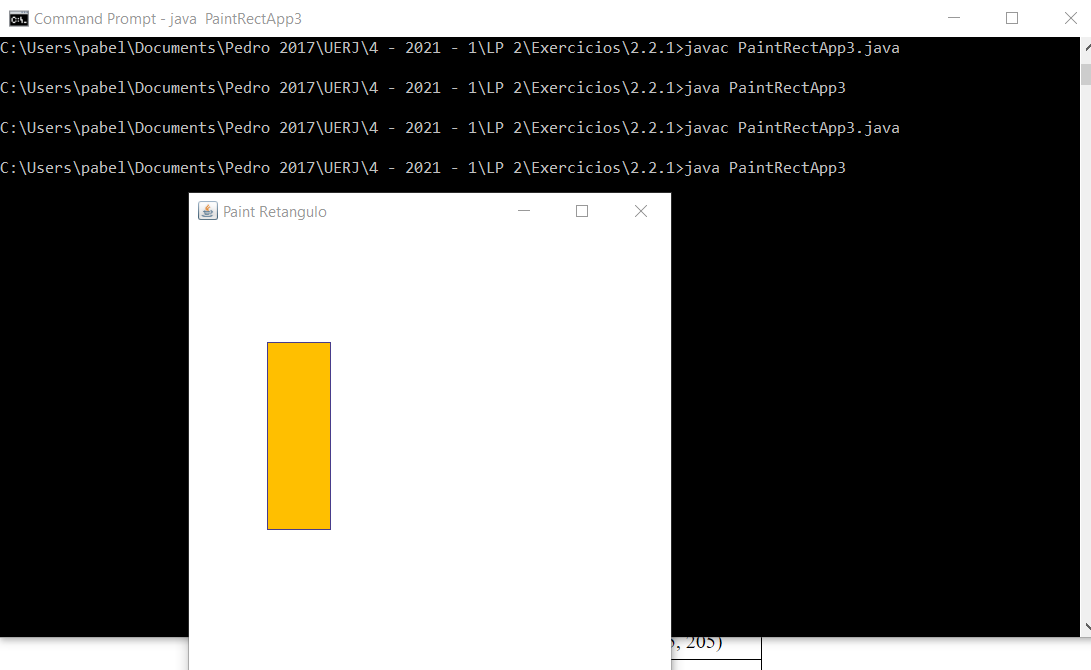 Command Prompt - java  PaintRectApp3
C:\Users\pabel\Documents\Pedro 2017\UERJ\4 - 2021 - 1\LP 2\Exercicios\2.2.1>javac PaintRectApp3.java
C:\Users\pabel\Documents\Pedro 2017\UERJ\4 - 2021 - 1\LP 2\Exercicios\2.2.1>java PaintRectApp3
C:\Users\pabel\Documents\Pedro 2017\UERJ\4 - 2021 - 1\LP 2\Exercicios\2.2.1>javac PaintRectApp3.java
C:\Users\pabel\Documents\Pedro 2017\UERJ\4 - 2021 - 1\LP 2\Exercicios\2.2.1>java PaintRectApp3
Paint Retangulo
, 205)